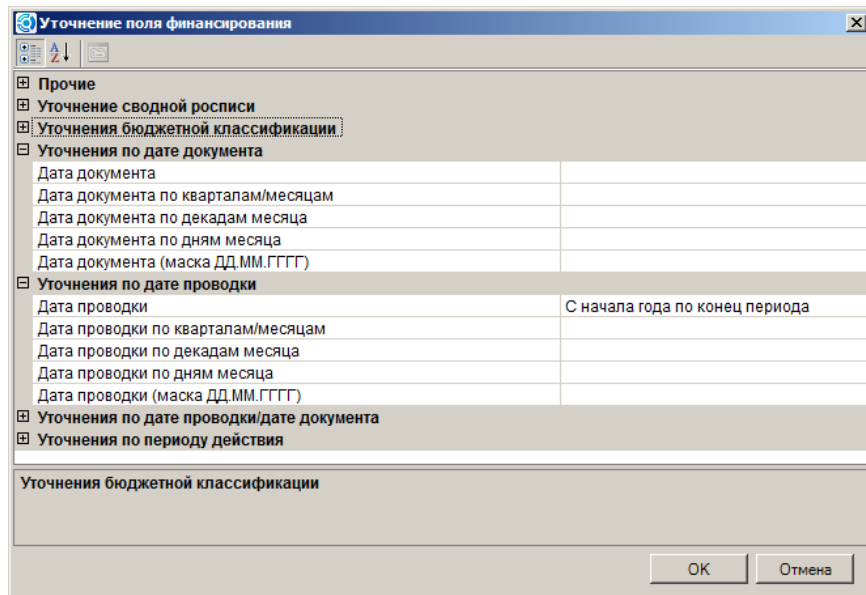 Уточнение поля финансирования
Прочие
Уточнение сводной росписи
Уточнения бюджетной классификации
Уточнения по дате документа
Дата документа
Дата документа по кварталам/месяцам
Дата документа по декадам месяца
Дата документа по дням месяца
Дата документа (маска ДД.ММ.ГГГГ)
Уточнения по дате проводки
Дата проводки С начала года по конец периода
Дата проводки по кварталам/месяцам
Дата проводки по декадам месяца
Дата проводки по дням месяца
Дата проводки (маска ДД.ММ.ГГГГ)
Уточнения по дате проводки/дате документа
Уточнения по периоду действия
Уточнения бюджетной классификации
OK Отмена